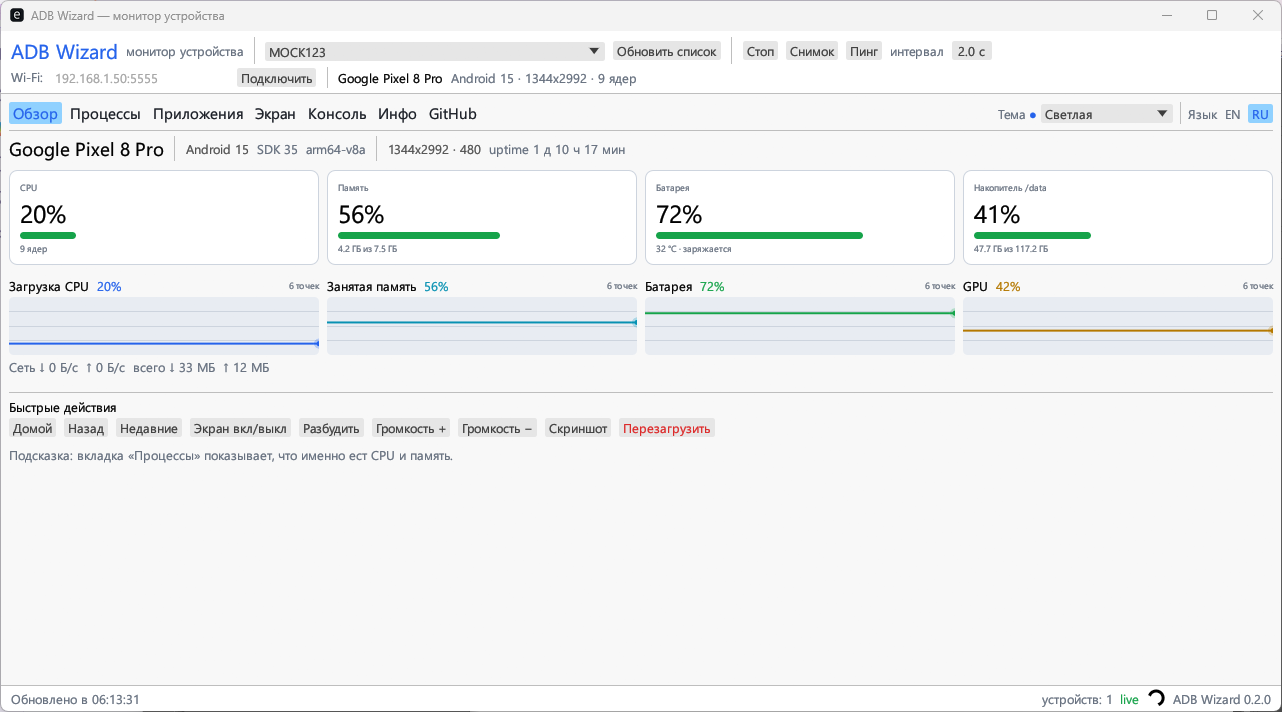 ADB Wizard — монитор устройства
ADB Wizard монитор устройства МОСК123 Обновить список Стоп Снимок Пинг интервал 2.0 с
Wi-Fi: 192.168.1.50:5555 Подключить Google Pixel 8 Pro Android 15 · 1344x2992 · 9 ядер
Обзор Процессы Приложения Экран Консоль Инфо GitHub Тема Светлая Язык EN RU
Google Pixel 8 Pro Android 15 SDK 35 arm64-v8a 1344x2992 · 480 uptime 1 д 10 ч 17 мин
CPU Память Батарея Накопитель /data
20% 56% 72% 41%
9 ядер 4.2 ГБ из 7.5 ГБ 32 °C · заряжается 47.7 ГБ из 117.2 ГБ
Загрузка CPU 20% 6 точек Занятая память 56% 6 точек Батарея 72% 6 точек GPU 42% 6 точек
Сеть ↓ 0 Б/с ↑ 0 Б/с всего ↓ 33 МБ ↑ 12 МБ
Быстрые действия
Домой Назад Недавние Экран вкл/выкл Разбудить Громкость + Громкость − Скриншот Перезагрузить
Подсказка: вкладка «Процессы» показывает, что именно ест CPU и память.
Обновлено в 06:13:31 устройств: 1 live ADB Wizard 0.2.0